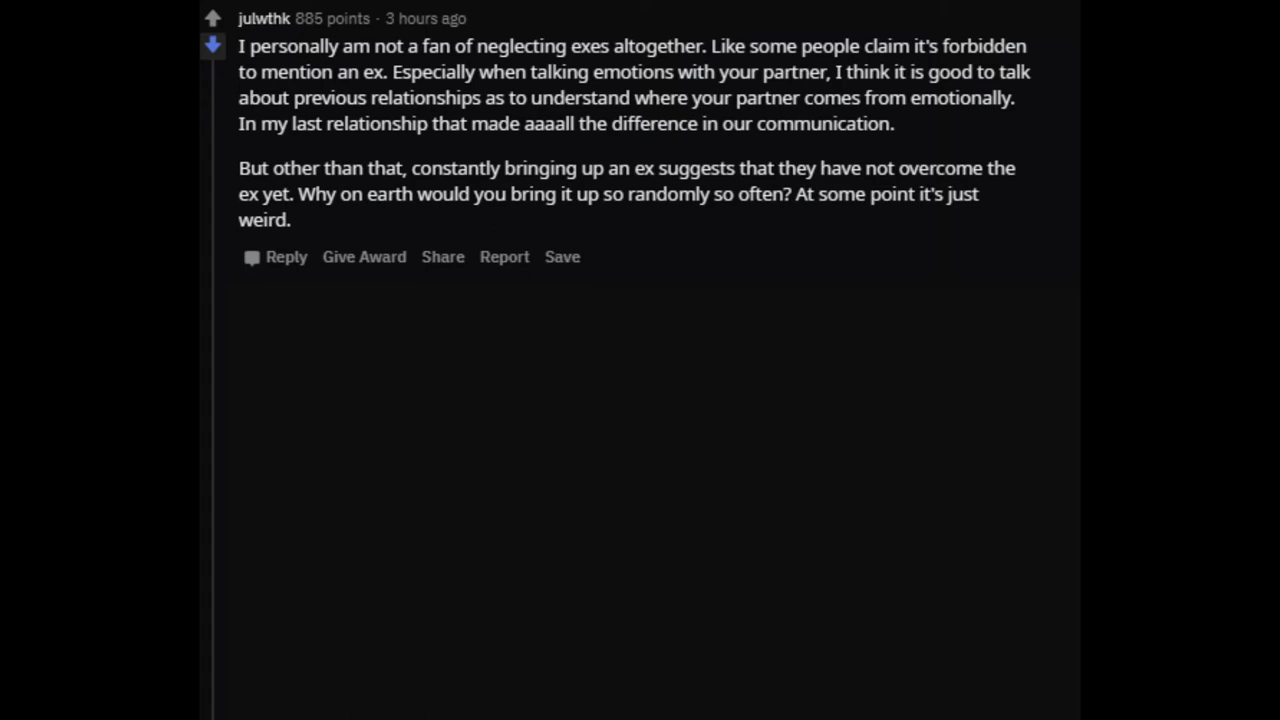 julwthk 885 points · 3 hours ago
I personally am not a fan of neglecting exes altogether. Like some people claim it's forbidden
to mention an ex. Especially when talking emotions with your partner, I think it is good to talk
about previous relationships as to understand where your partner comes from emotionally.
In my last relationship that made aaaall the difference in our communication.
But other than that, constantly bringing up an ex suggests that they have not overcome the
ex yet. Why on earth would you bring it up so randomly so often? At some point it's just
weird.
Reply Give Award Share Report Save